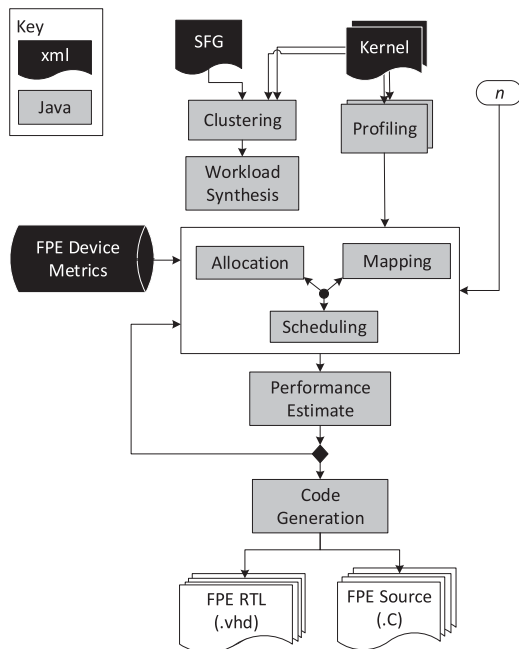 Key
xml
Java
SFG
Kernel
n
Clustering
Profiling
Workload
Synthesis
FPE Device
Metrics
Allocation
Mapping
Scheduling
Performance
Estimate
Code
Generation
FPE RTL
(.vhd)
FPE Source
(.C)